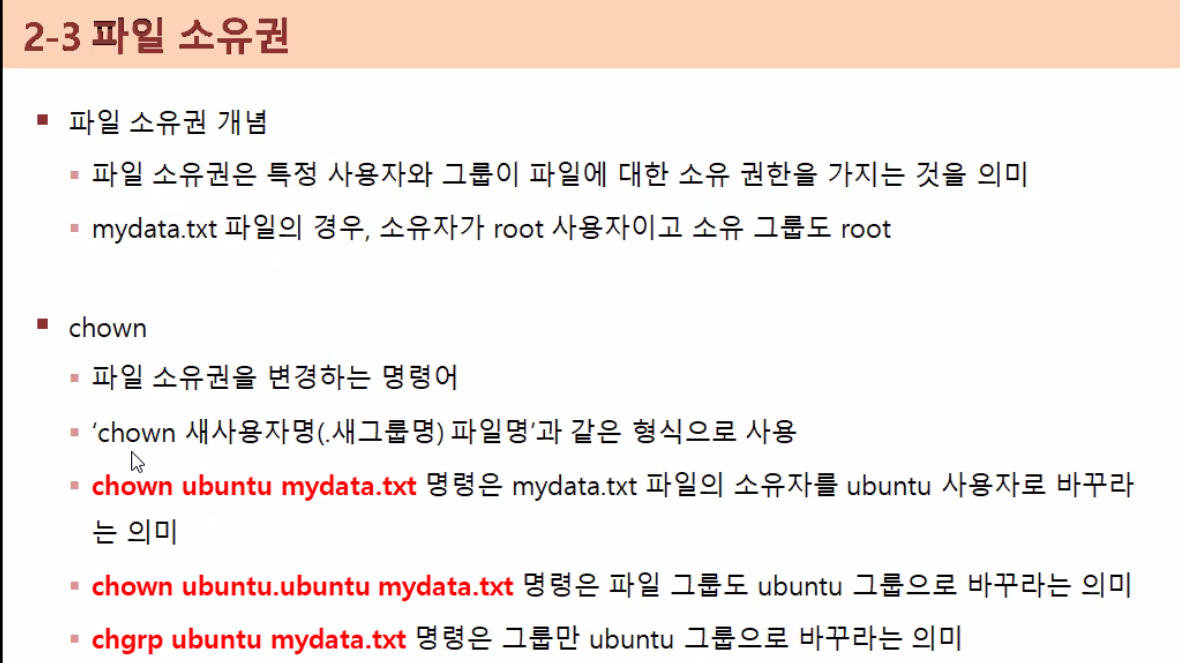 2-3 파일 소유권
파일 소유권 개념
파일 소유권은 특정 사용자와 그룹이 파일에 대한 소유 권한을 가지는 것을 의미
mydata.txt 파일의 경우, 소유자가 root 사용자이고 소유 그룹도 root
chown
파일 소유권을 변경하는 명령어
‘chown 새사용자명(.새그룹명) 파일명’과 같은 형식으로 사용
chown ubuntu mydata.txt 명령은 mydata.txt 파일의 소유자를 ubuntu 사용자로 바꾸라
는 의미
chown ubuntu.ubuntu mydata.txt 명령은 파일 그룹도 ubuntu 그룹으로 바꾸라는 의미
chgrp ubuntu mydata.txt 명령은 그룹만 ubuntu 그룹으로 바꾸라는 의미